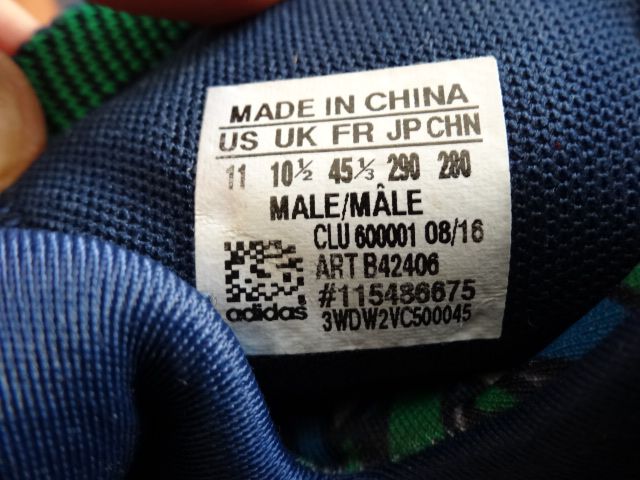 MADE IN CHINA
US UK FR JP CHN
11 10½ 45⅓ 290 280
MALE/MÂLE
CLU 600001 08/16
ART B42406
#115486675
adidas 3WDW2VC500045